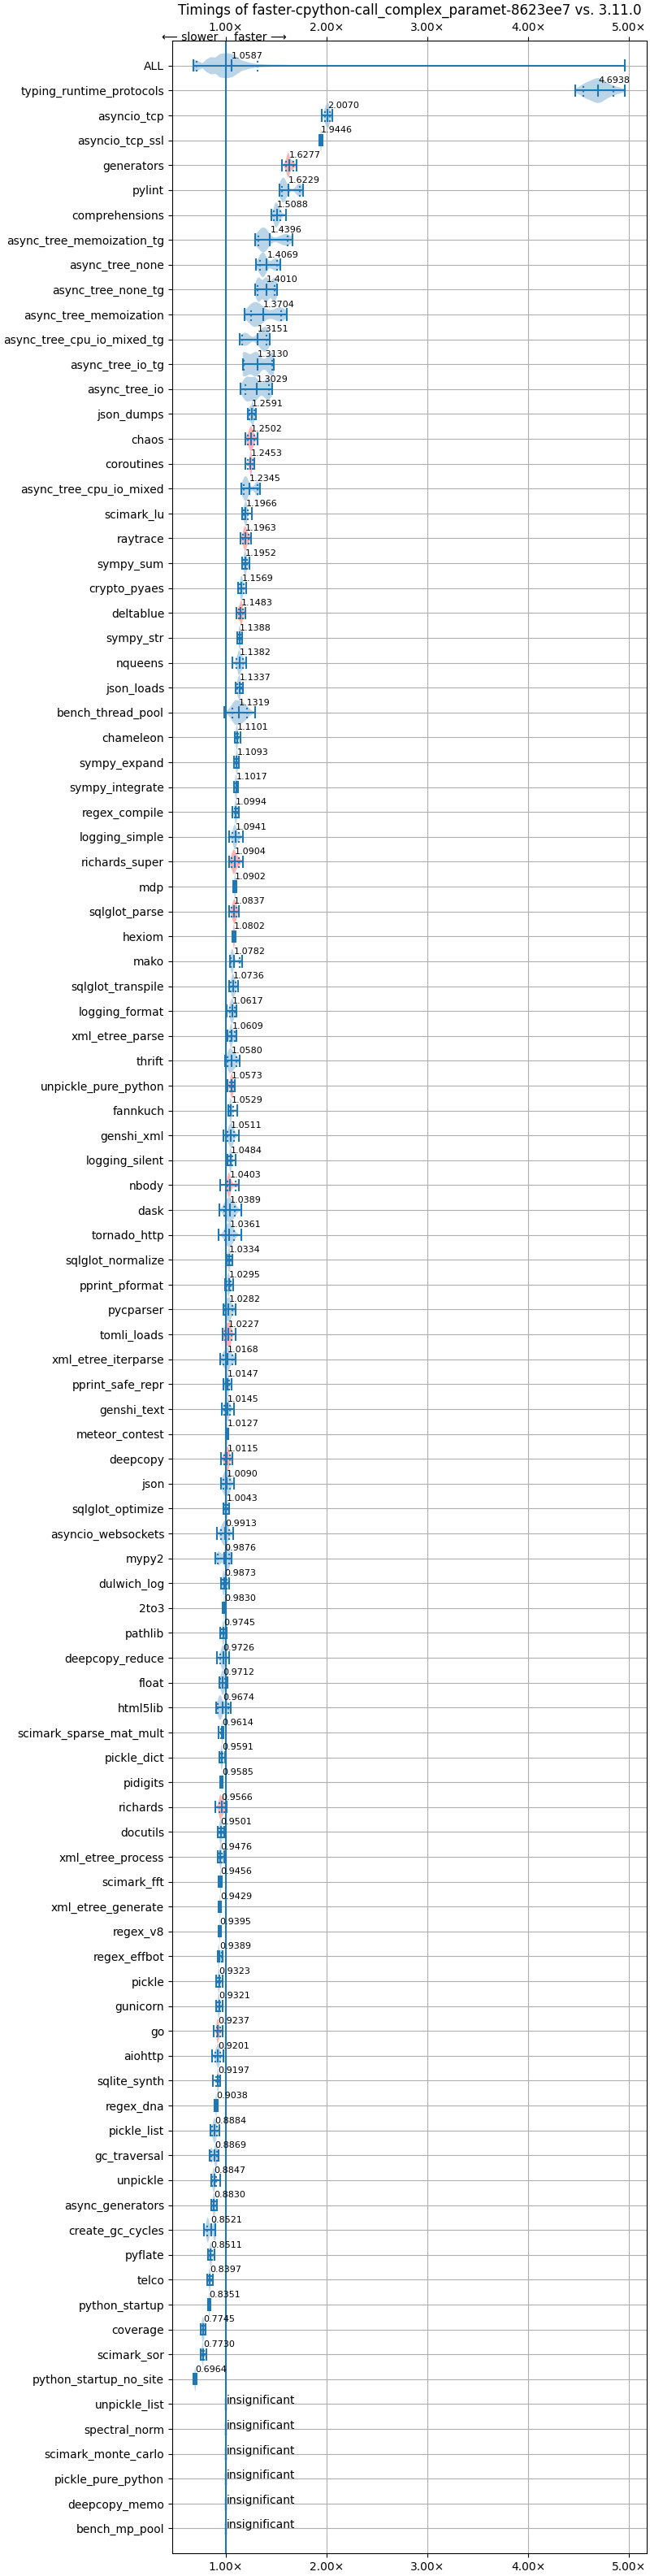 Timings of faster-cpython-call_complex_paramet-8623ee7 vs. 3.11.0
1.00× 2.00× 3.00× 4.00× 5.00×
⟵ slower faster ⟶
ALL 1.0587
typing_runtime_protocols 4.6938
asyncio_tcp 2.0070
asyncio_tcp_ssl 1.9446
generators 1.6277
pylint 1.6229
comprehensions 1.5088
async_tree_memoization_tg 1.4396
async_tree_none 1.4069
async_tree_none_tg 1.4010
async_tree_memoization 1.3704
async_tree_cpu_io_mixed_tg 1.3151
async_tree_io_tg 1.3130
async_tree_io 1.3029
json_dumps 1.2591
chaos 1.2502
coroutines 1.2453
async_tree_cpu_io_mixed 1.2345
scimark_lu 1.1966
raytrace 1.1963
sympy_sum 1.1952
crypto_pyaes 1.1569
deltablue 1.1483
sympy_str 1.1388
nqueens 1.1382
json_loads 1.1337
bench_thread_pool 1.1319
chameleon 1.1101
sympy_expand 1.1093
sympy_integrate 1.1017
regex_compile 1.0994
logging_simple 1.0941
richards_super 1.0904
mdp 1.0902
sqlglot_parse 1.0837
hexiom 1.0802
mako 1.0782
sqlglot_transpile 1.0736
logging_format 1.0617
xml_etree_parse 1.0609
thrift 1.0580
unpickle_pure_python 1.0573
fannkuch 1.0529
genshi_xml 1.0511
logging_silent 1.0484
nbody 1.0403
dask 1.0389
tornado_http 1.0361
sqlglot_normalize 1.0334
pprint_pformat 1.0295
pycparser 1.0282
tomli_loads 1.0227
xml_etree_iterparse 1.0168
pprint_safe_repr 1.0147
genshi_text 1.0145
meteor_contest 1.0127
deepcopy 1.0115
json 1.0090
sqlglot_optimize 1.0043
asyncio_websockets 0.9913
mypy2 0.9876
dulwich_log 0.9873
2to3 0.9830
pathlib 0.9745
deepcopy_reduce 0.9726
float 0.9712
html5lib 0.9674
scimark_sparse_mat_mult 0.9614
pickle_dict 0.9591
pidigits 0.9585
richards 0.9566
docutils 0.9501
xml_etree_process 0.9476
scimark_fft 0.9456
xml_etree_generate 0.9429
regex_v8 0.9395
regex_effbot 0.9389
pickle 0.9323
gunicorn 0.9321
go 0.9237
aiohttp 0.9201
sqlite_synth 0.9197
regex_dna 0.9038
pickle_list 0.8884
gc_traversal 0.8869
unpickle 0.8847
async_generators 0.8830
create_gc_cycles 0.8521
pyflate 0.8511
telco 0.8397
python_startup 0.8351
coverage 0.7745
scimark_sor 0.7730
python_startup_no_site 0.6964
unpickle_list insignificant
spectral_norm insignificant
scimark_monte_carlo insignificant
pickle_pure_python insignificant
deepcopy_memo insignificant
bench_mp_pool insignificant
1.00× 2.00× 3.00× 4.00× 5.00×